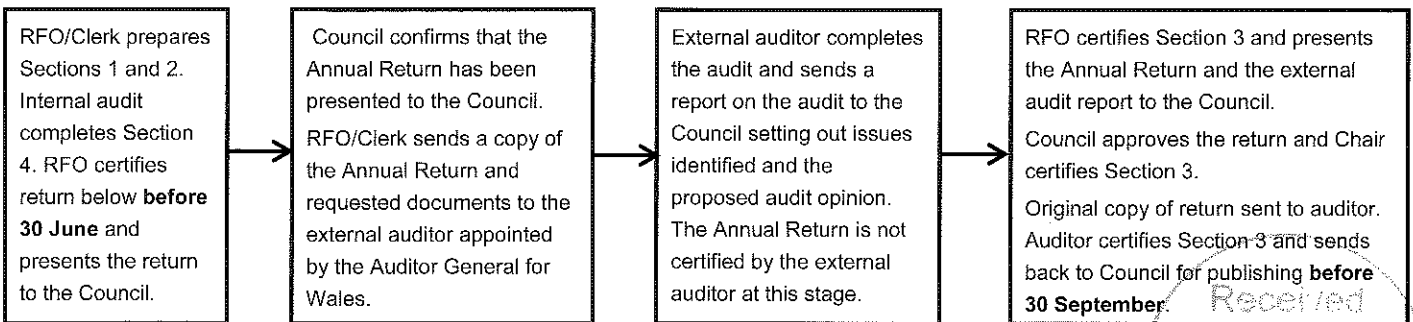 RFO/Clerk prepares
Sections 1 and 2.
Internal audit
completes Section
4. RFO certifies
return below before
30 June and
presents the return
to the Council.
Council confirms that the
Annual Return has been
presented to the Council.
RFO/Clerk sends a copy of
the Annual Return and
requested documents to the
external auditor appointed
by the Auditor General for
Wales.
External auditor completes
the audit and sends a
report on the audit to the
Council setting out issues
identified and the
proposed audit opinion.
The Annual Return is not
certified by the external
auditor at this stage.
RFO certifies Section 3 and presents
the Annual Return and the external
audit report to the Council.
Council approves the return and Chair
certifies Section 3.
Original copy of return sent to auditor.
Auditor certifies Section 3 and sends
back to Council for publishing before
30 September.
Received